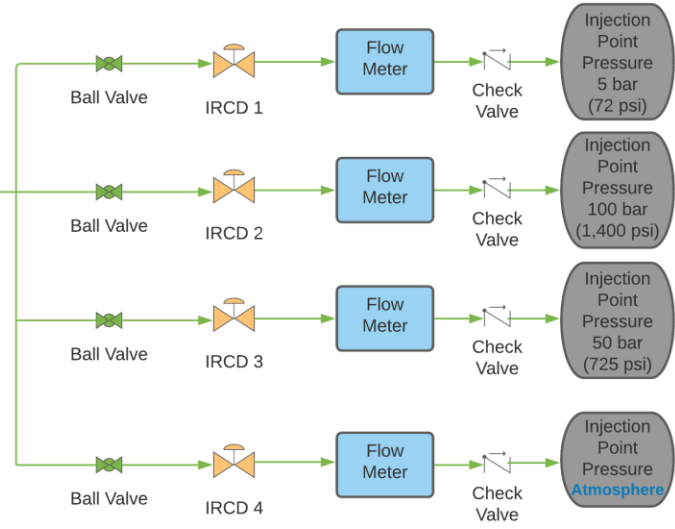 Ball Valve
IRCD 1
Flow
Meter
Check
Valve
Injection
Point
Pressure
5 bar
(72 psi)
Ball Valve
IRCD 2
Flow
Meter
Check
Valve
Injection
Point
Pressure
100 bar
(1,400 psi)
Ball Valve
IRCD 3
Flow
Meter
Check
Valve
Injection
Point
Pressure
50 bar
(725 psi)
Ball Valve
IRCD 4
Flow
Meter
Check
Valve
Injection
Point
Pressure
Atmosphere